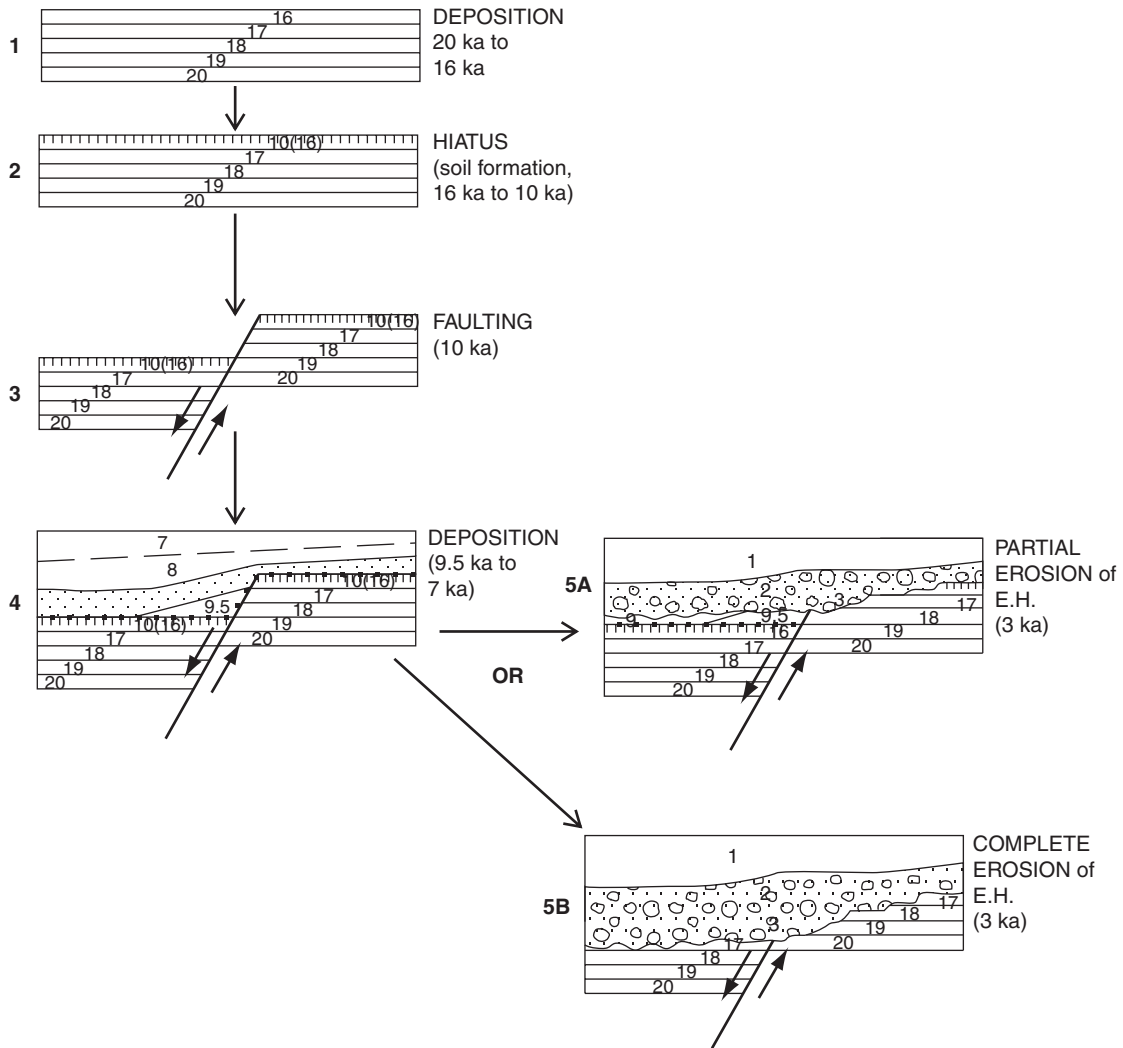 1
16
17
18
19
20
DEPOSITION
20 ka to
16 ka
2
10(16)
17
18
19
20
HIATUS
(soil formation,
16 ka to 10 ka)
3
10(16)
17
18
19
20
10(16)
17
18
19
20
FAULTING
(10 ka)
4
7
8
9.5
10(16)
17
18
19
20
10(16)
17
18
19
20
DEPOSITION
(9.5 ka to
7 ka)
OR
5A
1
2
3
9
9.5
16
17
18
19
20
17
18
19
20
PARTIAL
EROSION of
E.H.
(3 ka)
5B
1
2
3
17
18
19
20
17
18
19
20
COMPLETE
EROSION of
E.H.
(3 ka)